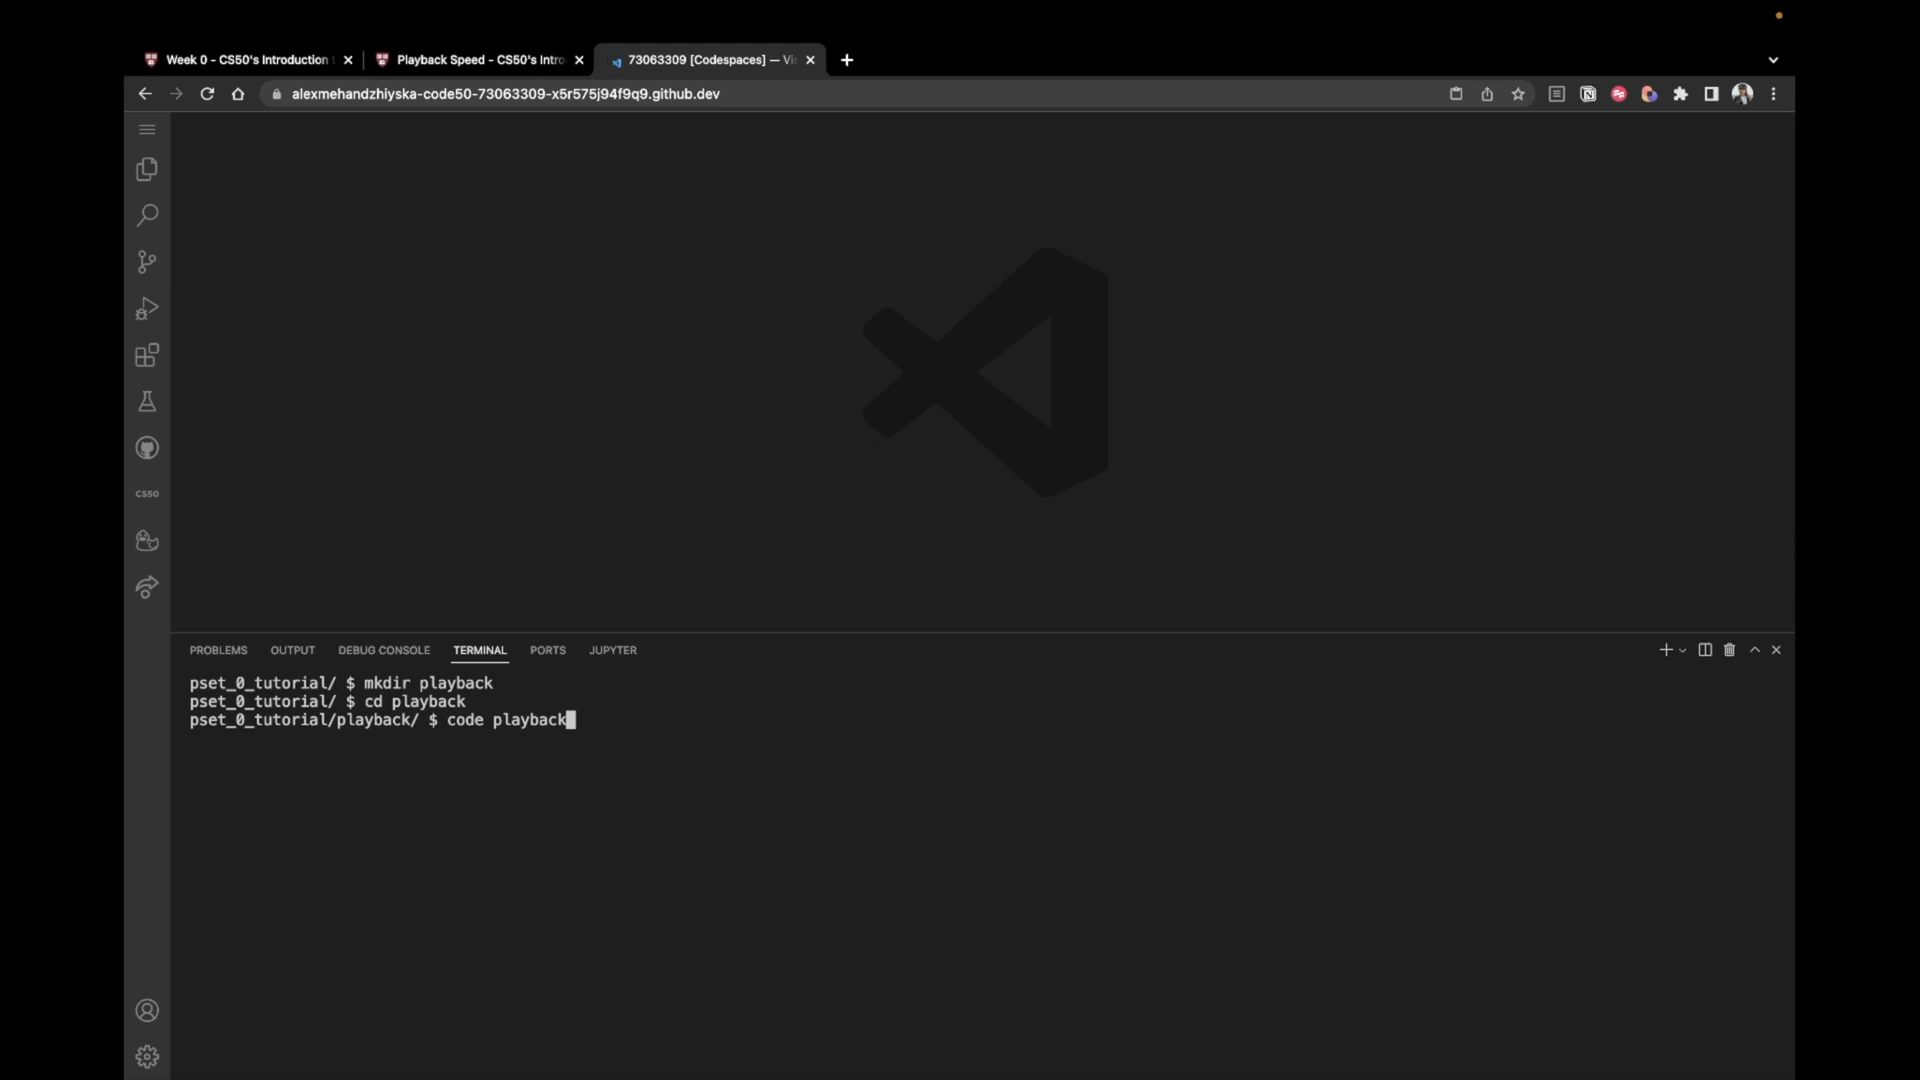 Week 0 - CS50's Introduction
Playback Speed - CS50's Intro
73063309 [Codespaces] — Vi
alexmehandzhiyska-code50-73063309-x5r575j94f9q9.github.dev
CS50
PROBLEMS OUTPUT DEBUG CONSOLE TERMINAL PORTS JUPYTER
pset_0_tutorial/ $ mkdir playback
pset_0_tutorial/ $ cd playback
pset_0_tutorial/playback/ $ code playback